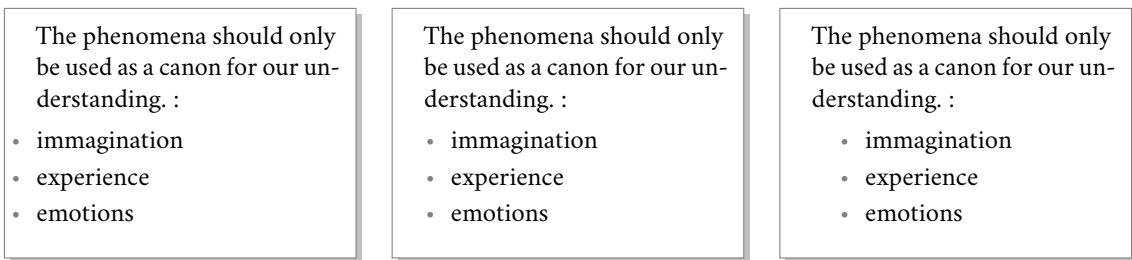 The phenomena should only
be used as a canon for our un-
derstanding. :
• immagination
• experience
• emotions
The phenomena should only
be used as a canon for our un-
derstanding. :
• immagination
• experience
• emotions
The phenomena should only
be used as a canon for our un-
derstanding. :
• immagination
• experience
• emotions